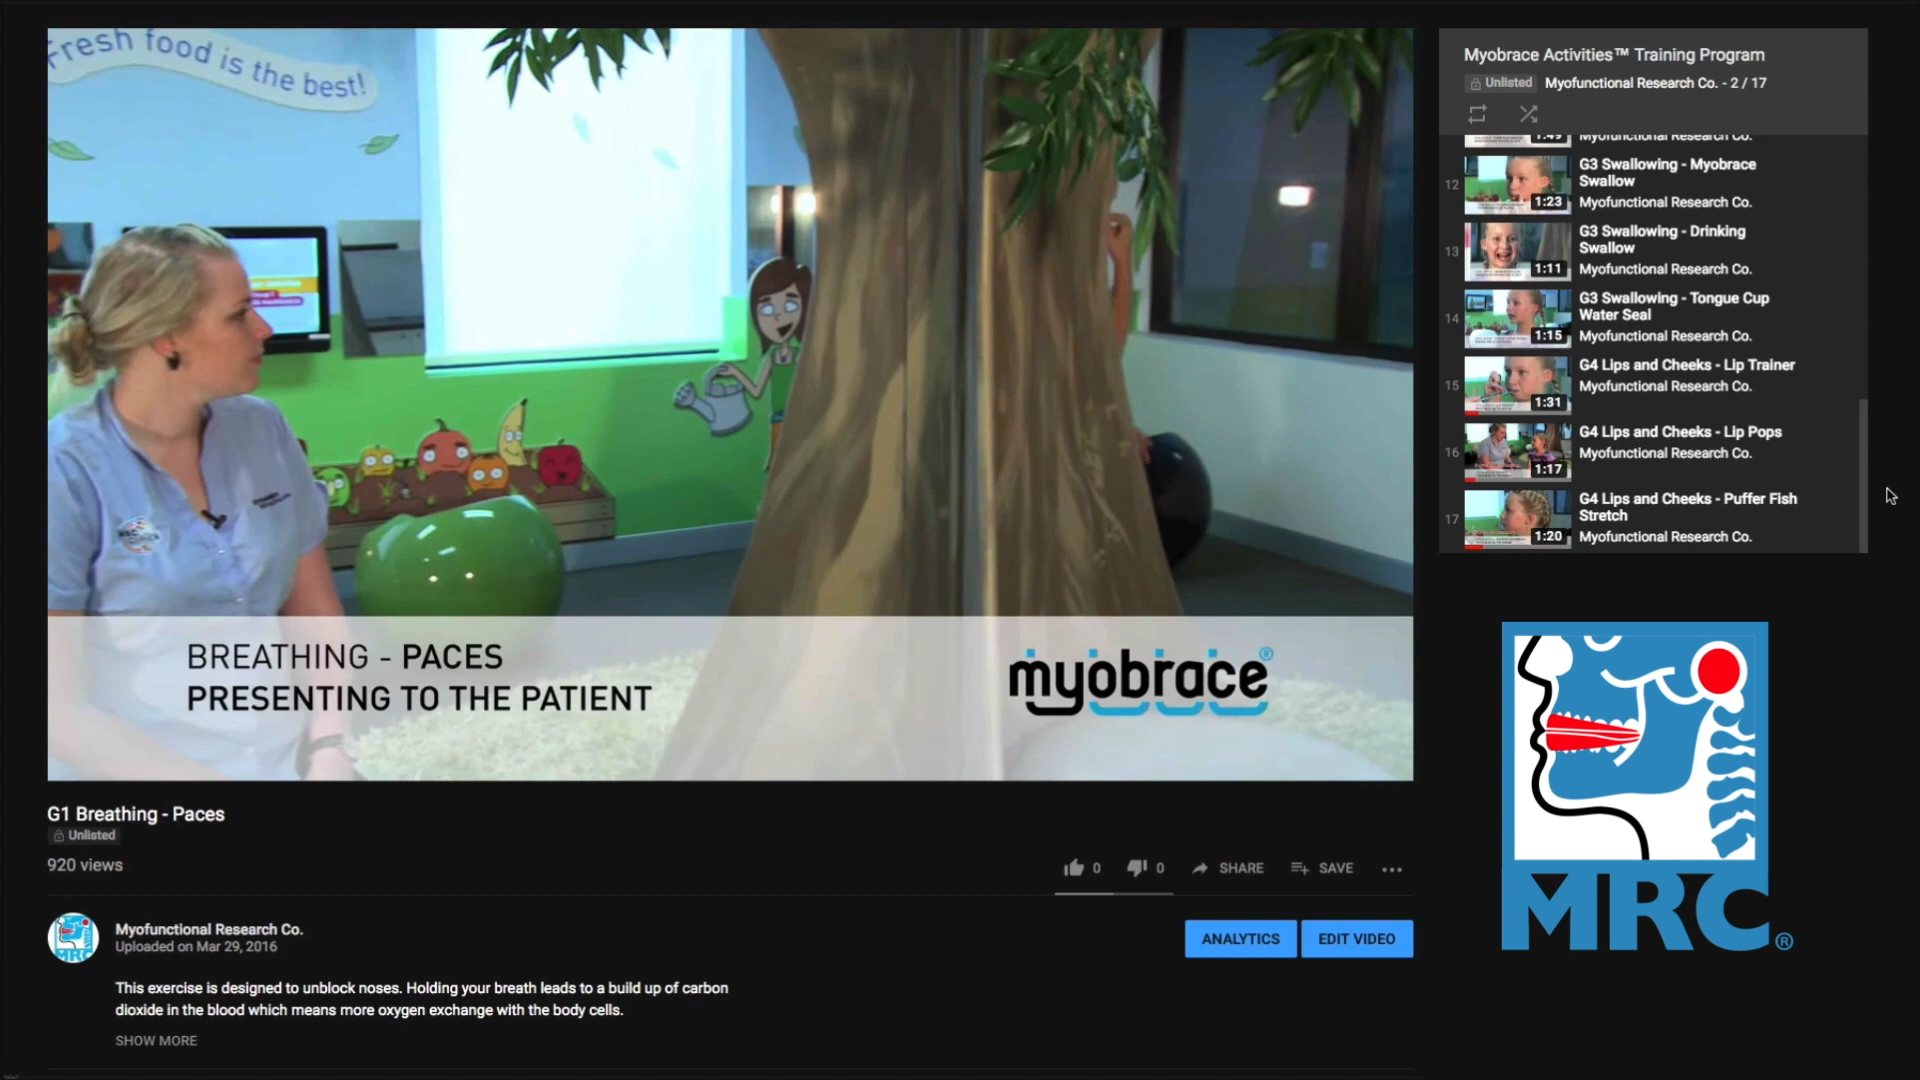 Fresh food is the best!
BREATHING - PACES
PRESENTING TO THE PATIENT
myobrace®
G1 Breathing - Paces
Unlisted
920 views
0
0
SHARE
SAVE
Myofunctional Research Co.
Uploaded on Mar 29, 2016
ANALYTICS
EDIT VIDEO
This exercise is designed to unblock noses. Holding your breath leads to a build up of carbon
dioxide in the blood which means more oxygen exchange with the body cells.
SHOW MORE
Myobrace Activities™ Training Program
Unlisted Myofunctional Research Co. - 2 / 17
1:49 Myofunctional Research Co.
12
1:23
G3 Swallowing - Myobrace
Swallow
Myofunctional Research Co.
13
1:11
G3 Swallowing - Drinking
Swallow
Myofunctional Research Co.
14
1:15
G3 Swallowing - Tongue Cup
Water Seal
Myofunctional Research Co.
15
1:31
G4 Lips and Cheeks - Lip Trainer
Myofunctional Research Co.
16
1:17
G4 Lips and Cheeks - Lip Pops
Myofunctional Research Co.
17
1:20
G4 Lips and Cheeks - Puffer Fish
Stretch
Myofunctional Research Co.
MRC®
MRC